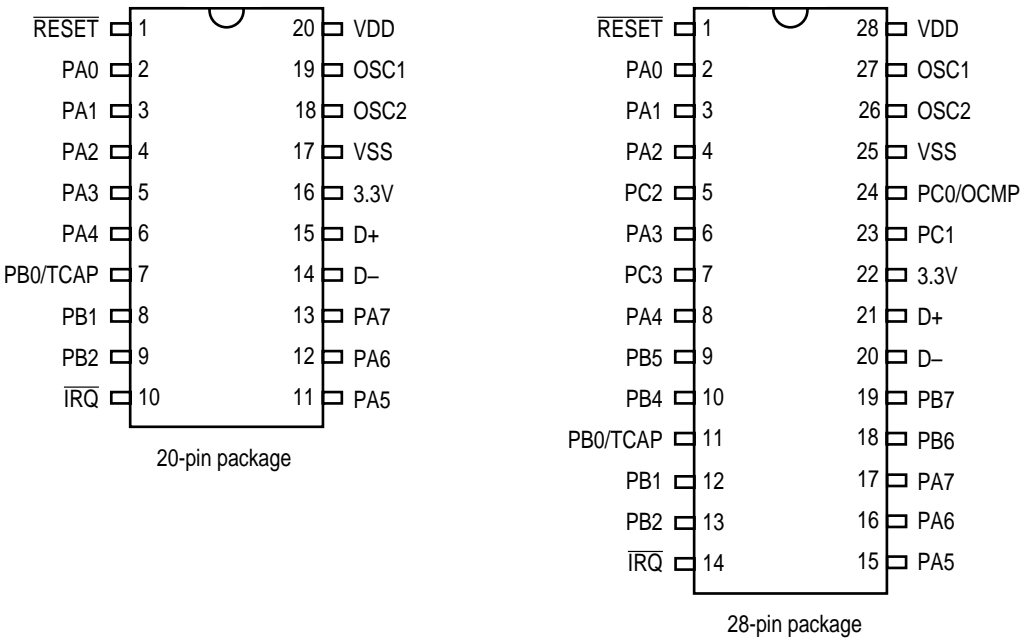 RESET 1 20 VDD
PA0 2 19 OSC1
PA1 3 18 OSC2
PA2 4 17 VSS
PA3 5 16 3.3V
PA4 6 15 D+
PB0/TCAP 7 14 D–
PB1 8 13 PA7
PB2 9 12 PA6
IRQ 10 11 PA5
20-pin package
RESET 1 28 VDD
PA0 2 27 OSC1
PA1 3 26 OSC2
PA2 4 25 VSS
PC2 5 24 PC0/OCMP
PA3 6 23 PC1
PC3 7 22 3.3V
PA4 8 21 D+
PB5 9 20 D–
PB4 10 19 PB7
PB0/TCAP 11 18 PB6
PB1 12 17 PA7
PB2 13 16 PA6
IRQ 14 15 PA5
28-pin package